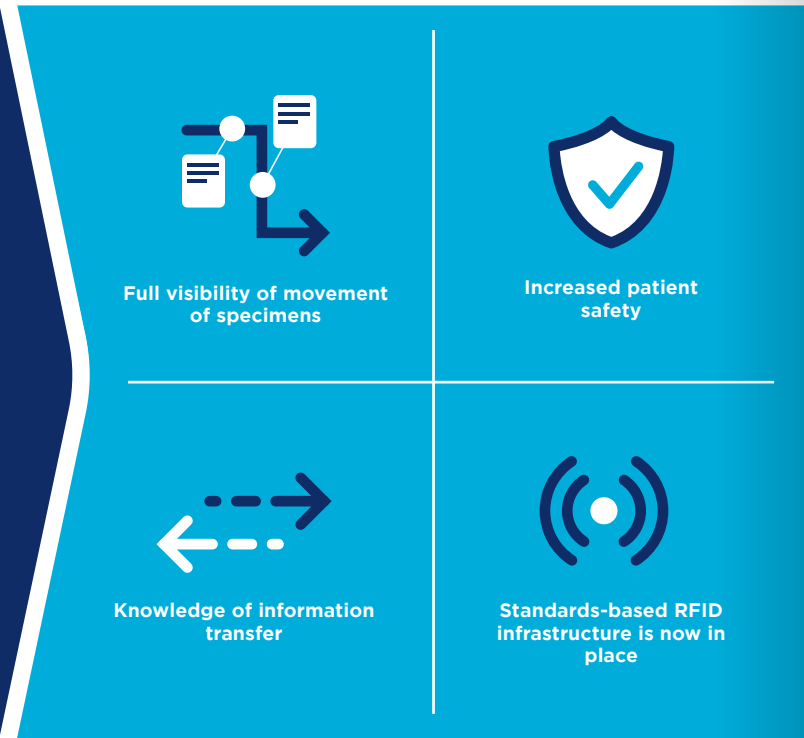 Full visibility of movement
of specimens
Increased patient
safety
Knowledge of information
transfer
Standards-based RFID
infrastructure is now in
place